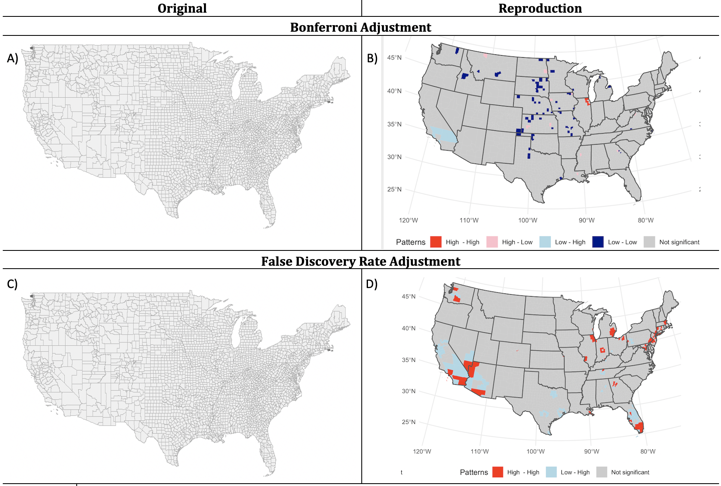 Original Reproduction
Bonferroni Adjustment
A) B)
45°N
40°N
35°N
30°N
25°N
120°W 110°W 100°W 90°W 80°W
Patterns High - High High - Low Low - High Low - Low Not significant
False Discovery Rate Adjustment
C) D)
45°N
40°N
35°N
30°N
25°N
120°W 110°W 100°W 90°W 80°W
Patterns High - High Low - High Not significant